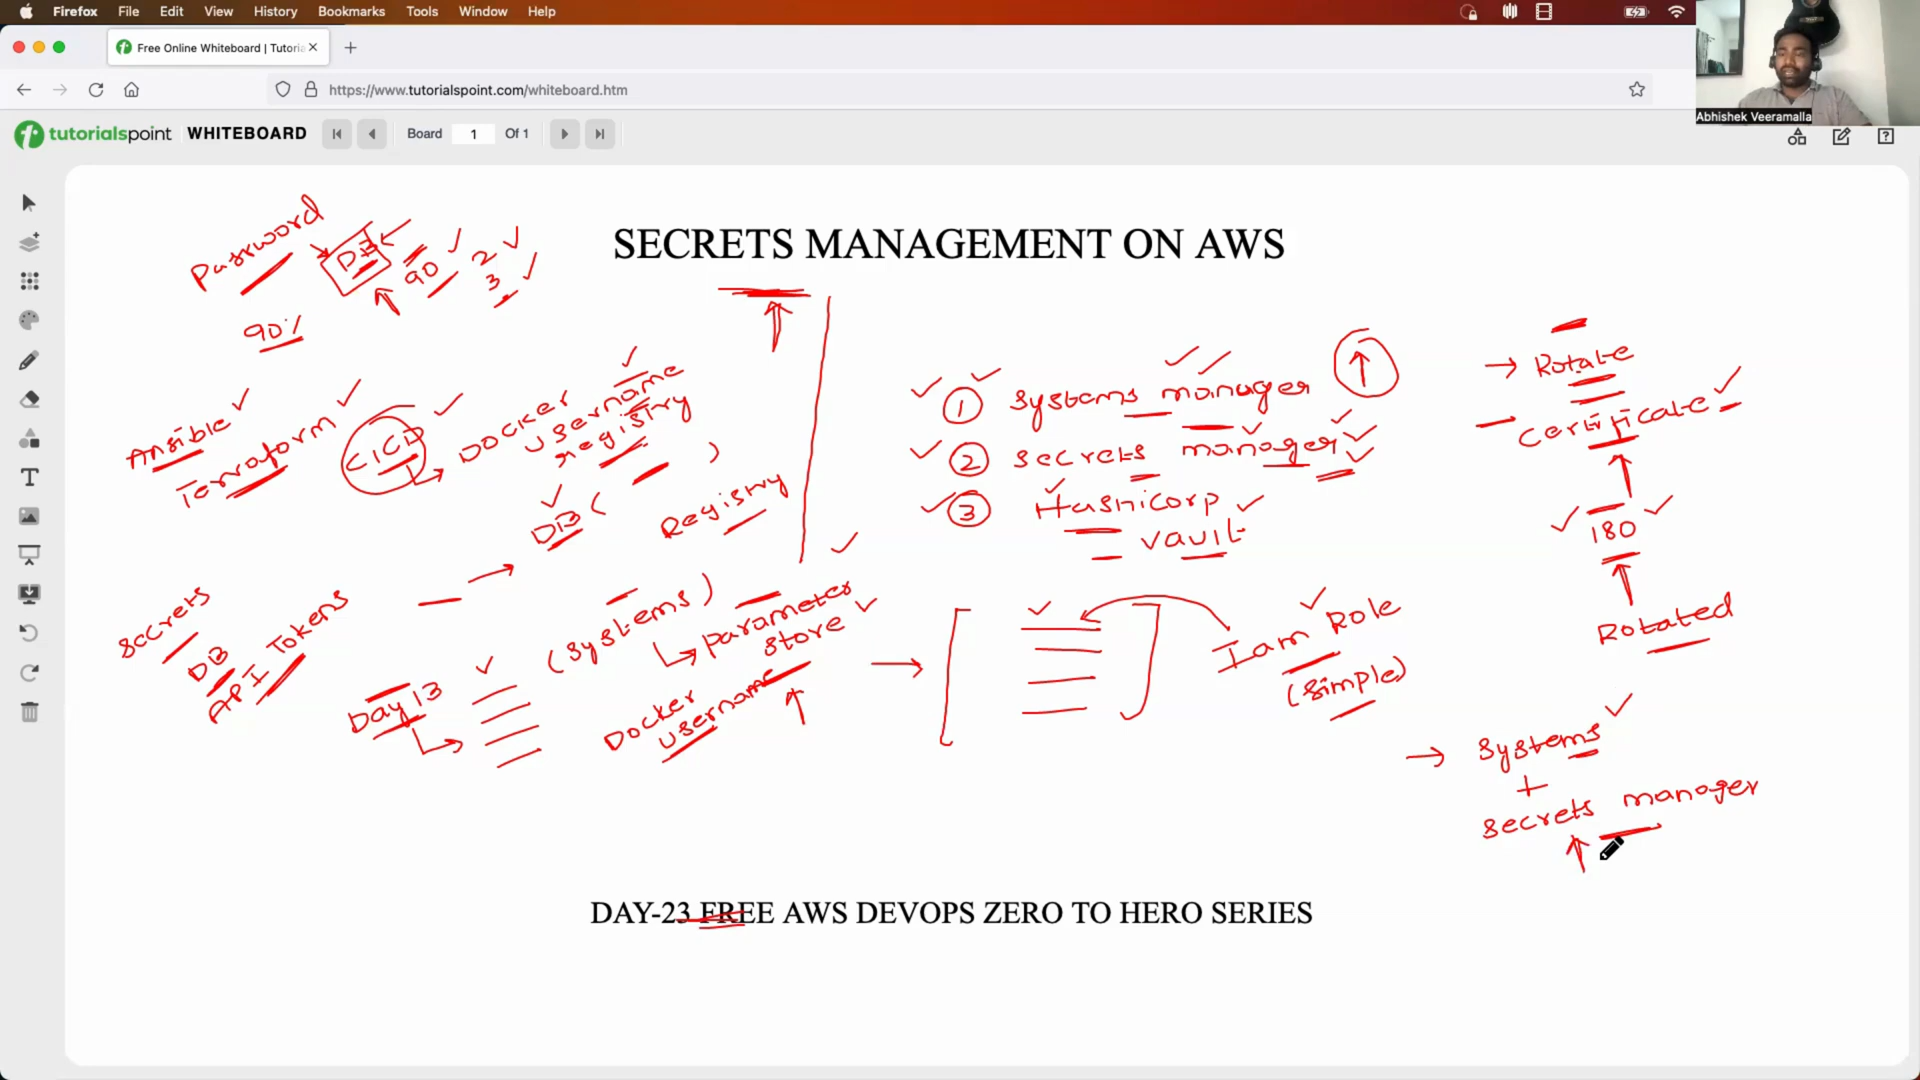 Firefox File Edit View History Bookmarks Tools Window Help
Free Online Whiteboard | Tutoria
https://www.tutorialspoint.com/whiteboard.htm
Abhishek Veeramalla
tutorialspoint WHITEBOARD Board 1 Of 1
SECRETS MANAGEMENT ON AWS
Password
DB
90 2
3
90%
Ansible
Terraform
CICD
DOCKER
username
registry
DB ( )
Registry
① systems manager
② secrets manager
③ Hashicorp
vault
Rotate
Certificate
180
Rotated
Secrets
DB
API Tokens
Day 13
(Systems)
parameter
store
Docker
username
Iam Role
(simple)
systems
+
secrets manager
DAY-23 FREE AWS DEVOPS ZERO TO HERO SERIES